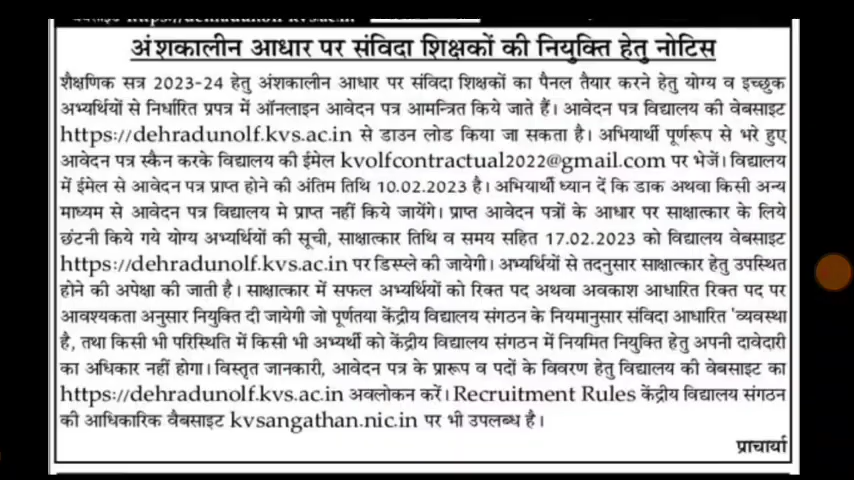 अंशकालीन आधार पर संविदा शिक्षकों की नियुक्ति हेतु नोटिस
शैक्षणिक सत्र 2023-24 हेतु अंशकालीन आधार पर संविदा शिक्षकों का पैनल तैयार करने हेतु योग्य व इच्छुक
अभ्यर्थियों से निर्धारित प्रपत्र में ऑनलाइन आवेदन पत्र आमन्त्रित किये जाते हैं। आवेदन पत्र विद्यालय की वेबसाइट
https://dehradunolf.kvs.ac.in से डाउन लोड किया जा सकता है। अभियार्थी पूर्णरूप से भरे हुए
आवेदन पत्र स्कैन करके विद्यालय की ईमेल kvolfcontractual2022@gmail.com पर भेजें। विद्यालय
में ईमेल से आवेदन पत्र प्राप्त होने की अंतिम तिथि 10.02.2023 है। अभियार्थी ध्यान दें कि डाक अथवा किसी अन्य
माध्यम से आवेदन पत्र विद्यालय मे प्राप्त नहीं किये जायेंगे। प्राप्त आवेदन पत्रों के आधार पर साक्षात्कार के लिये
छंटनी किये गये योग्य अभ्यर्थियों की सूची, साक्षात्कार तिथि व समय सहित 17.02.2023 को विद्यालय वेबसाइट
https://dehradunolf.kvs.ac.in पर डिस्प्ले की जायेगी। अभ्यर्थियों से तदनुसार साक्षात्कार हेतु उपस्थित
होने की अपेक्षा की जाती है। साक्षात्कार में सफल अभ्यर्थियों को रिक्त पद अथवा अवकाश आधारित रिक्त पद पर
आवश्यकता अनुसार नियुक्ति दी जायेगी जो पूर्णतया केंद्रीय विद्यालय संगठन के नियमानुसार संविदा आधारित 'व्यवस्था
है, तथा किसी भी परिस्थिति में किसी भी अभ्यर्थी को केंद्रीय विद्यालय संगठन में नियमित नियुक्ति हेतु अपनी दावेदारी
का अधिकार नहीं होगा। विस्तृत जानकारी, आवेदन पत्र के प्रारूप व पदों के विवरण हेतु विद्यालय की वेबसाइट का
https://dehradunolf.kvs.ac.in अवलोकन करें। Recruitment Rules केंद्रीय विद्यालय संगठन
की आधिकारिक वैबसाइट kvsangathan.nic.in पर भी उपलब्ध है।
प्राचार्या